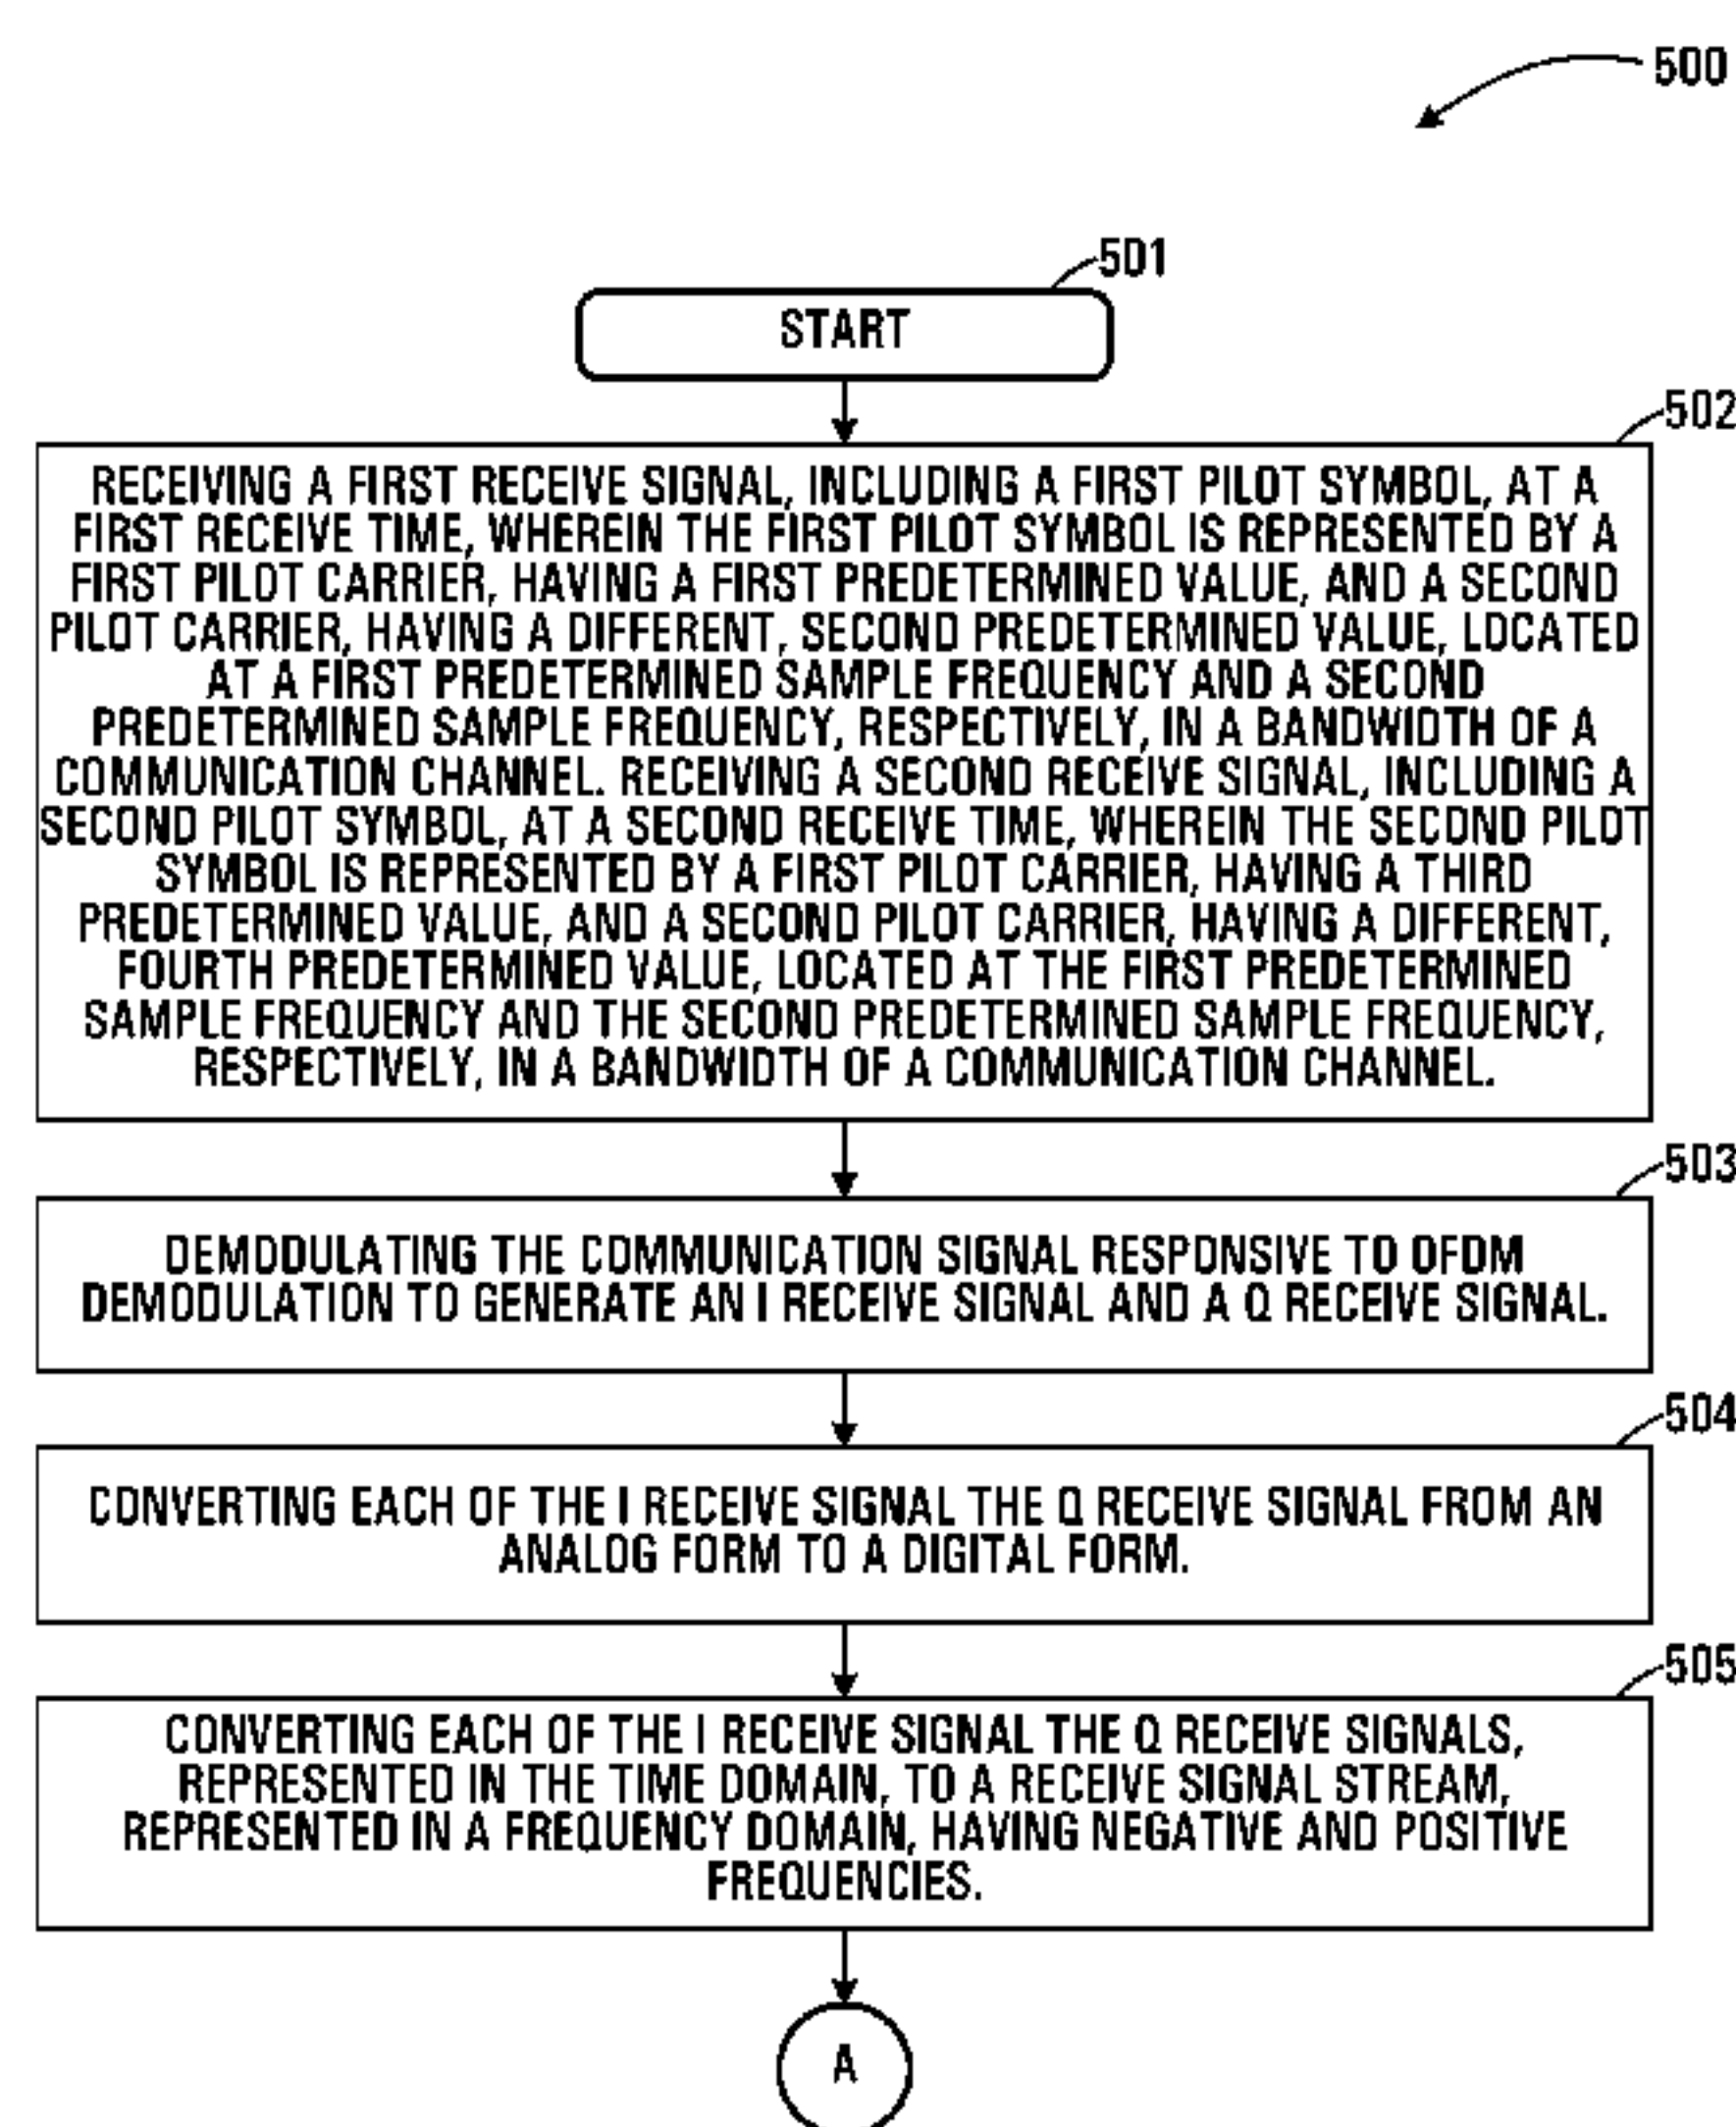 500
501
START
502
RECEIVING A FIRST RECEIVE SIGNAL, INCLUDING A FIRST PILOT SYMBOL, AT A
FIRST RECEIVE TIME, WHEREIN THE FIRST PILOT SYMBOL IS REPRESENTED BY A
FIRST PILOT CARRIER, HAVING A FIRST PREDETERMINED VALUE, AND A SECOND
PILOT CARRIER, HAVING A DIFFERENT, SECOND PREDETERMINED VALUE, LOCATED
AT A FIRST PREDETERMINED SAMPLE FREQUENCY AND A SECOND
PREDETERMINED SAMPLE FREQUENCY, RESPECTIVELY, IN A BANDWIDTH OF A
COMMUNICATION CHANNEL. RECEIVING A SECOND RECEIVE SIGNAL, INCLUDING A
SECOND PILOT SYMBOL, AT A SECOND RECEIVE TIME, WHEREIN THE SECOND PILOT
SYMBOL IS REPRESENTED BY A FIRST PILOT CARRIER, HAVING A THIRD
PREDETERMINED VALUE, AND A SECOND PILOT CARRIER, HAVING A DIFFERENT,
FOURTH PREDETERMINED VALUE, LOCATED AT THE FIRST PREDETERMINED
SAMPLE FREQUENCY AND THE SECOND PREDETERMINED SAMPLE FREQUENCY,
RESPECTIVELY, IN A BANDWIDTH OF A COMMUNICATION CHANNEL.
503
DEMODULATING THE COMMUNICATION SIGNAL RESPONSIVE TO OFDM
DEMODULATION TO GENERATE AN I RECEIVE SIGNAL AND A Q RECEIVE SIGNAL.
504
CONVERTING EACH OF THE I RECEIVE SIGNAL THE Q RECEIVE SIGNAL FROM AN
ANALOG FORM TO A DIGITAL FORM.
505
CONVERTING EACH OF THE I RECEIVE SIGNAL THE Q RECEIVE SIGNALS,
REPRESENTED IN THE TIME DOMAIN, TO A RECEIVE SIGNAL STREAM,
REPRESENTED IN A FREQUENCY DOMAIN, HAVING NEGATIVE AND POSITIVE
FREQUENCIES.
A